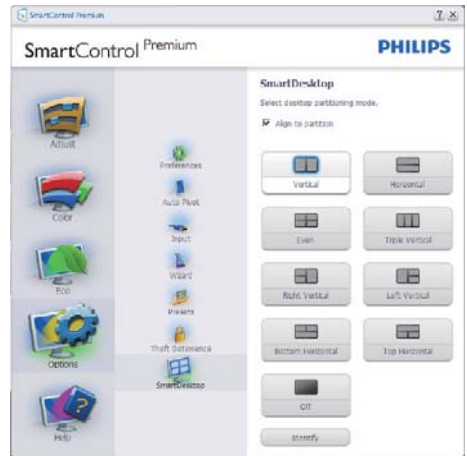 SmartControl Premium
SmartControl Premium
PHILIPS
Adjust
Color
Eco
Options
Help
Preferences
Auto Pivot
Input
Wizard
Presets
Theft Deterrence
SmartDesktop
SmartDesktop
Select desktop partitioning mode.
Align to partition
Vertical
Horizontal
Even
Triple Vertical
Right Vertical
Left Vertical
Bottom Horizontal
Top Horizontal
Off
Identify